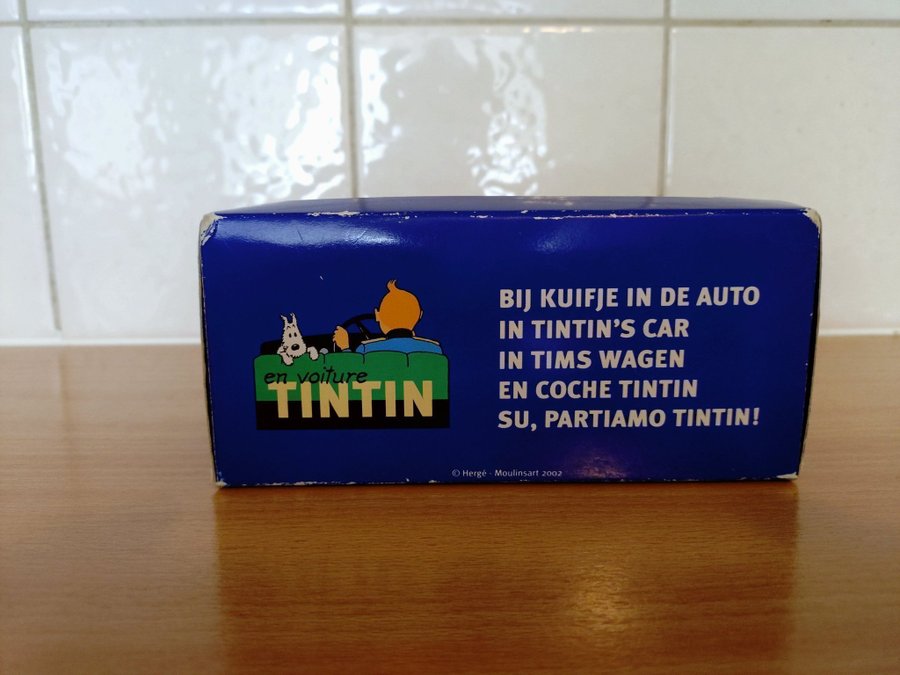 en voiture
TINTIN
BIJ KUIFJE IN DE AUTO
IN TINTIN'S CAR
IN TIMS WAGEN
EN COCHE TINTIN
SU, PARTIAMO TINTIN!
© Hergé - Moulinsart 2002